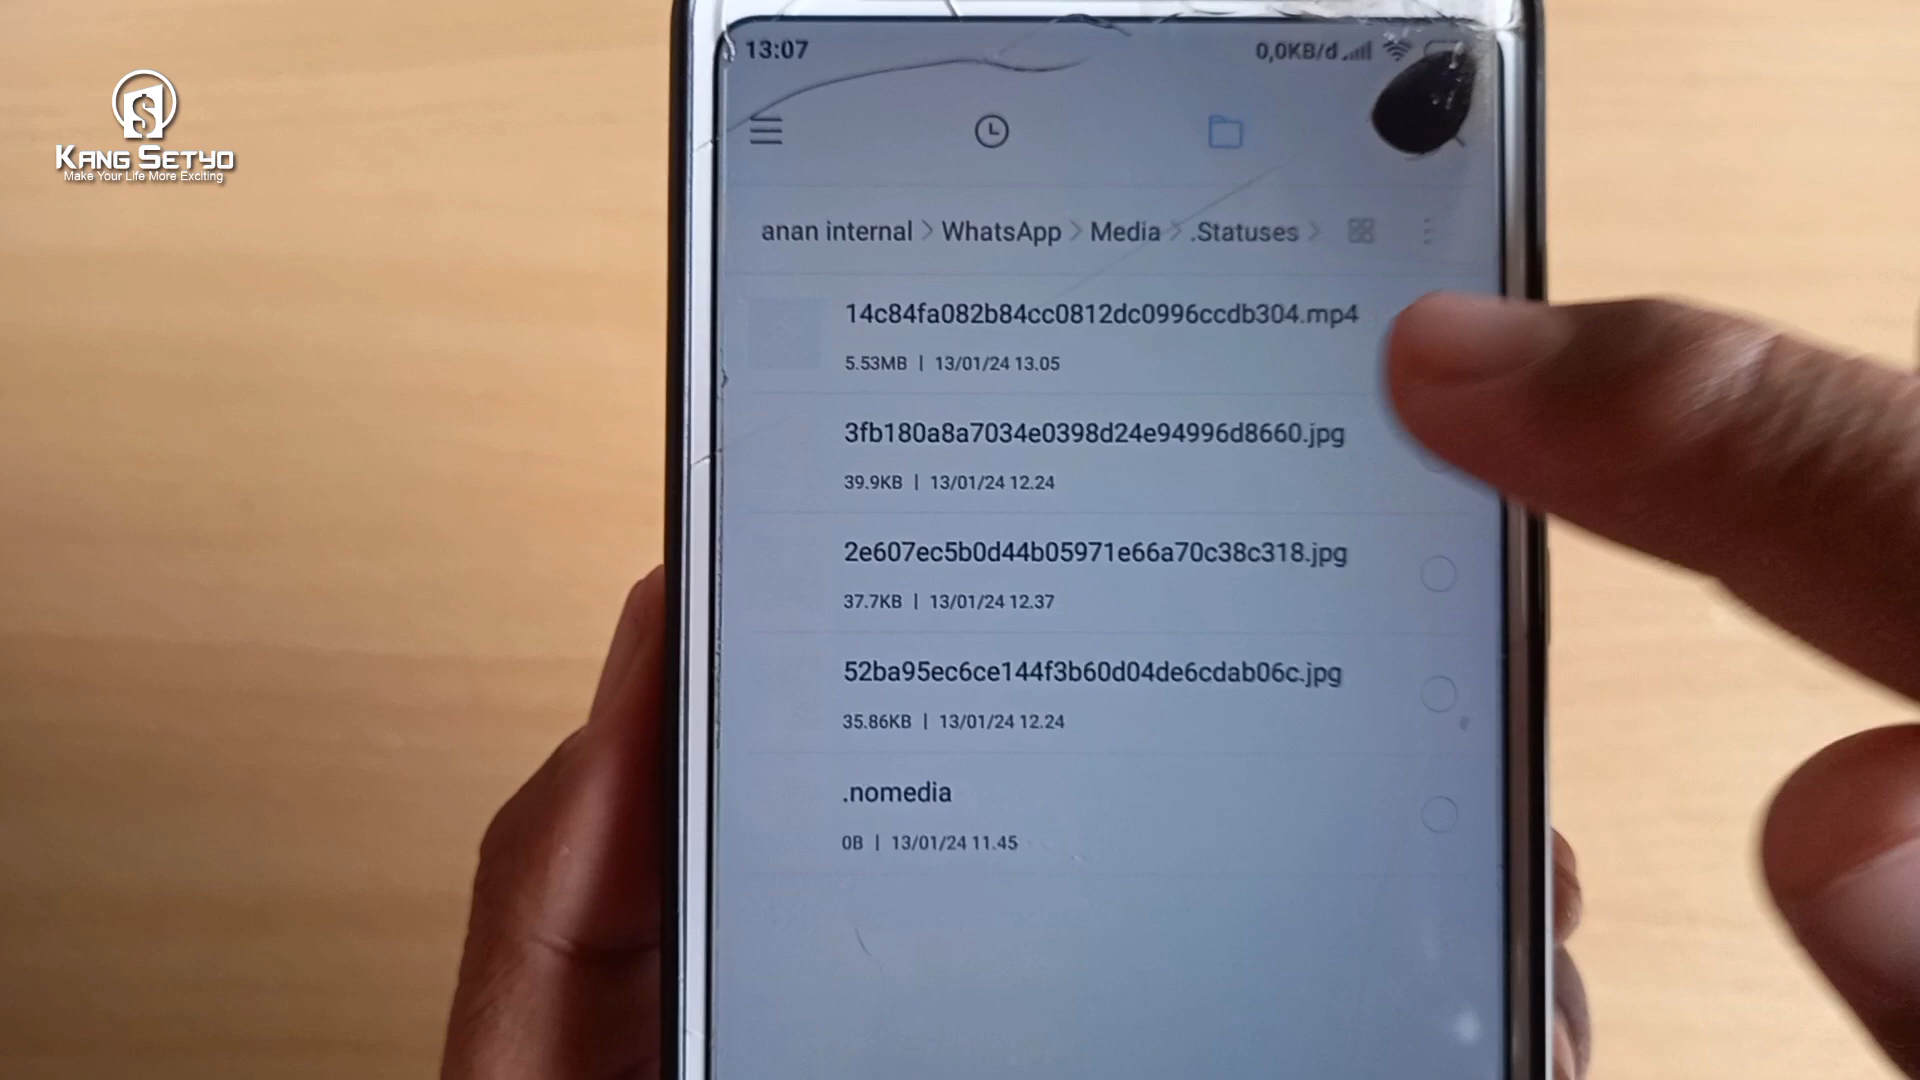 KANG SETYO
Make Your Life More Exciting
13:07
0,0KB/d
anan internal > WhatsApp > Media > .Statuses >
14c84fa082b84cc0812dc0996ccdb304.mp4
5.53MB | 13/01/24 13.05
3fb180a8a7034e0398d24e94996d8660.jpg
39.9KB | 13/01/24 12.24
2e607ec5b0d44b05971e66a70c38c318.jpg
37.7KB | 13/01/24 12.37
52ba95ec6ce144f3b60d04de6cdab06c.jpg
35.86KB | 13/01/24 12.24
.nomedia
0B | 13/01/24 11.45